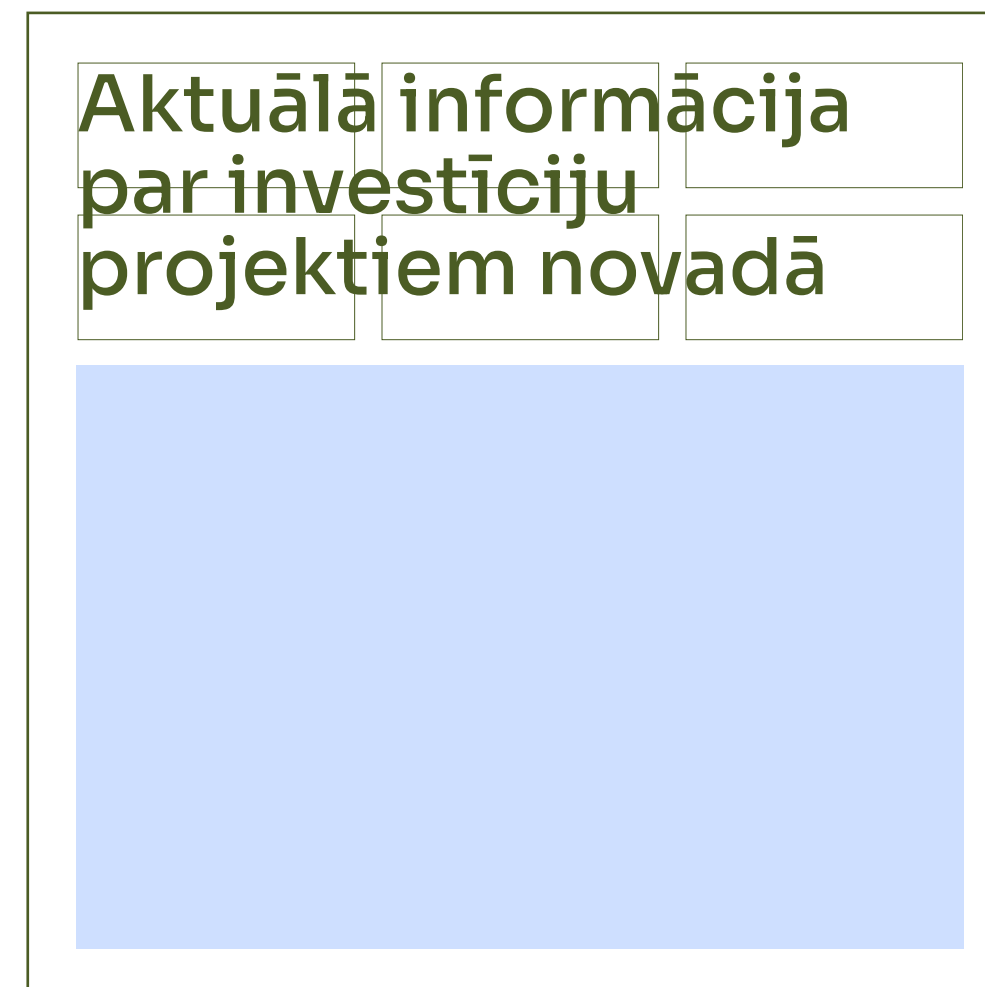 Aktuālā informācija
par investīciju
projektiem novadā